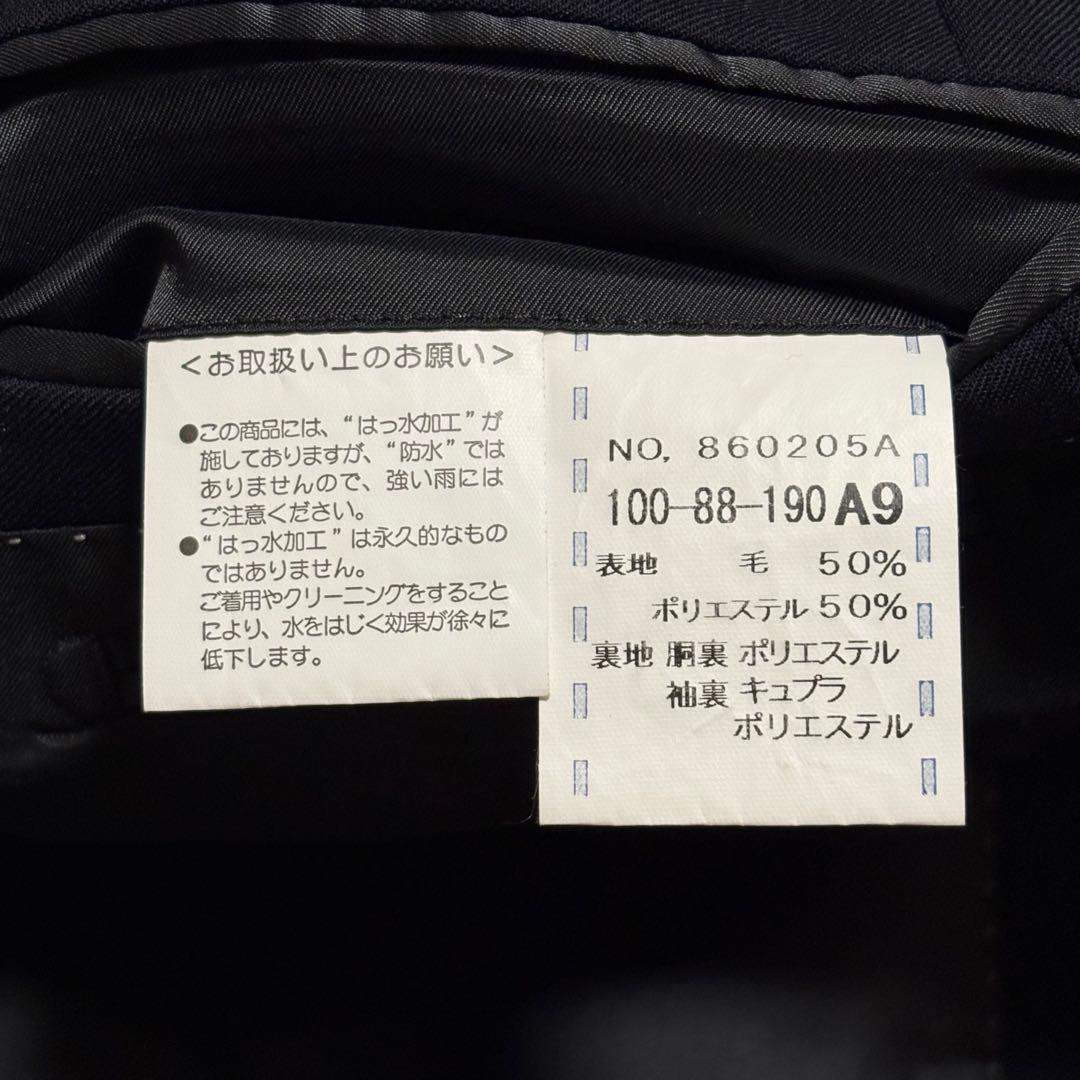 <お取扱い上のお願い>
●この商品には、“はっ水加工”が
施しておりますが、“防水”では
ありませんので、強い雨には
ご注意ください。
●“はっ水加工”は永久的なもの
ではありません。
ご着用やクリーニングをすること
により、水をはじく効果が徐々に
低下します。
NO. 860205A
100-88-190 A9
表地 毛 50%
ポリエステル 50%
裏地 胴裏 ポリエステル
袖裏 キュプラ
ポリエステル